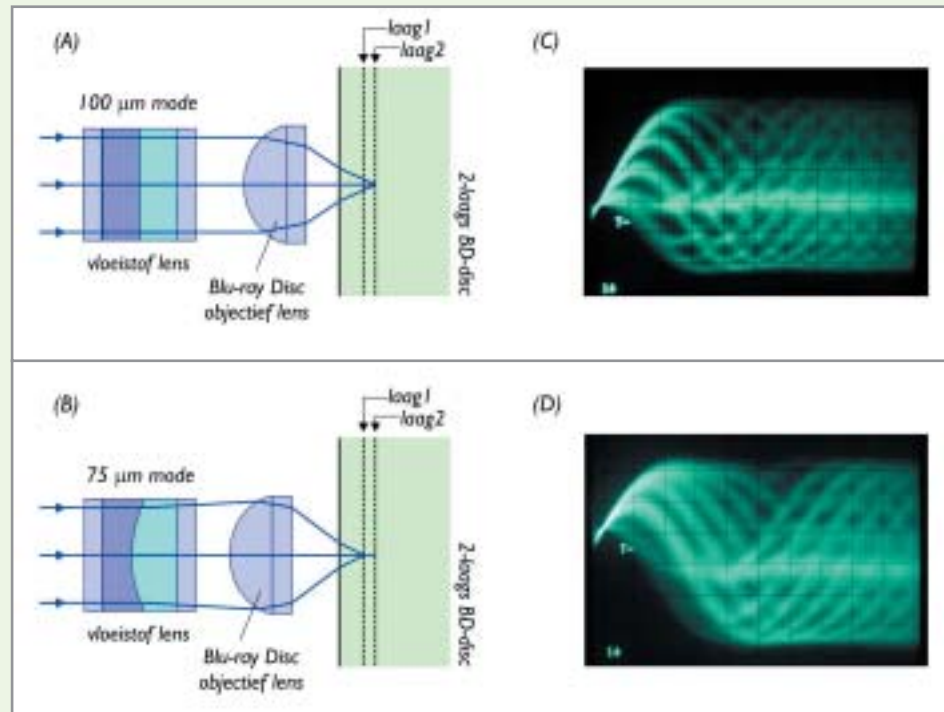 (A)
laag1
laag2
100 µm mode
vloeistof lens
Blu-ray Disc
objectief lens
2-laags BD-disc
(C)
(B)
laag1
laag2
75 µm mode
vloeistof lens
Blu-ray Disc
objectief lens
2-laags BD-disc
(D)